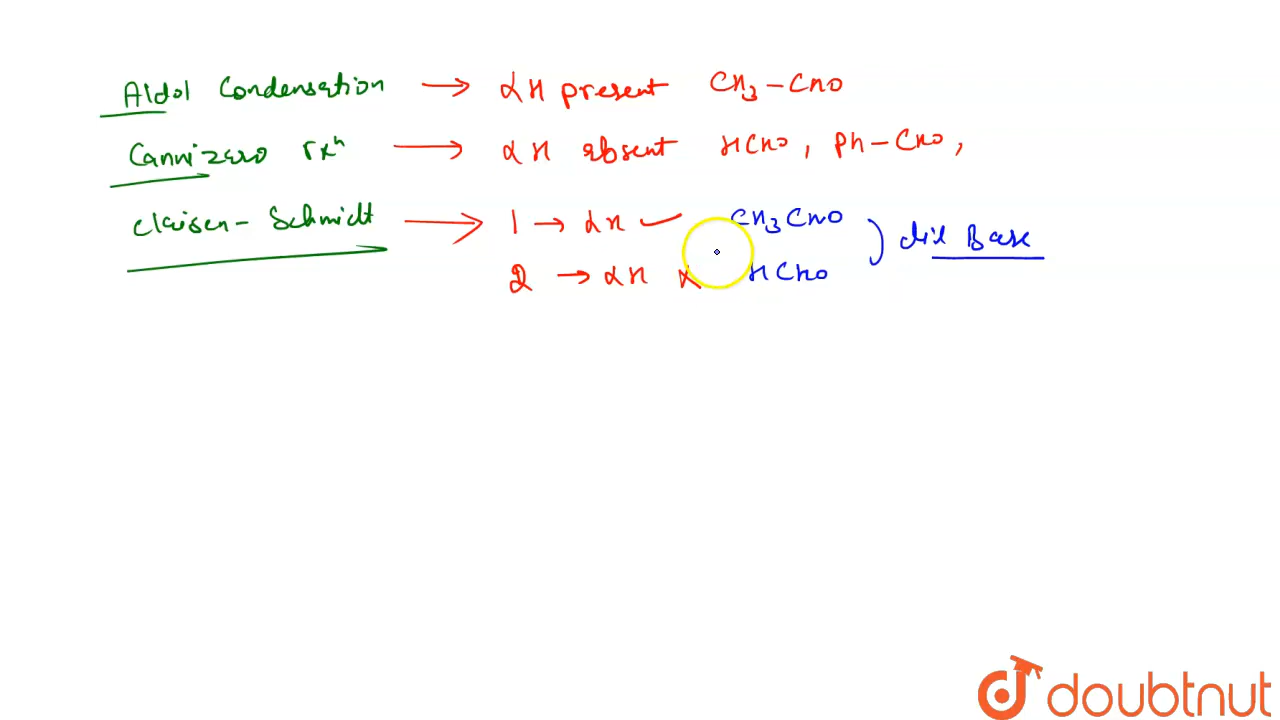 Aldol Condensation → αH present CH3-CHO
Cannizero rxn → αH absent HCHO, Ph-CHO,
Claisen-Schmidt → 1 → αH ✓ CH3CHO
2 → αH x HCHO
) dil Base
doubtnut